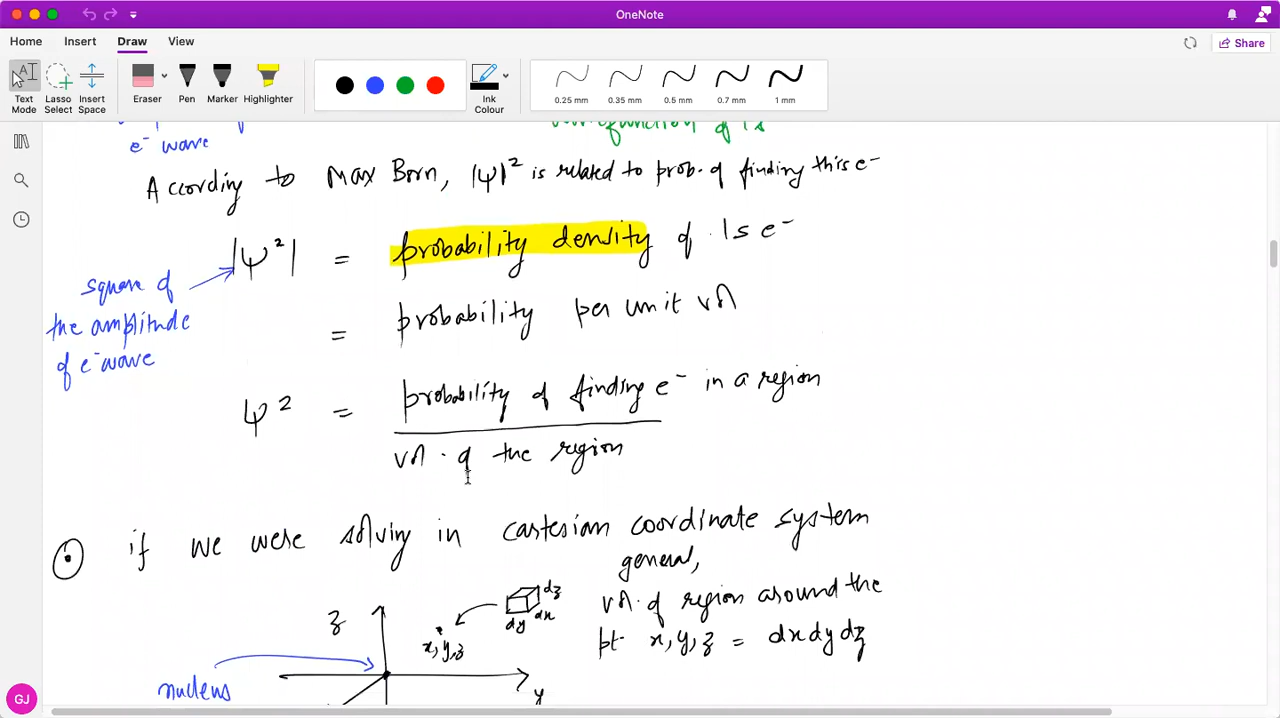 OneNote
Home Insert Draw View
Share
Text Mode
Lasso Select
Insert Space
Eraser
Pen
Marker
Highlighter
Ink Colour
0.25 mm 0.35 mm 0.5 mm 0.7 mm 1 mm
e⁻ wave
wavefunction of 1s
According to Max Born, |ψ|² is related to prob. of finding this e⁻
|ψ²| = probability density of 1s e⁻
square of
the amplitude
of e⁻ wave
= probability per unit vol
ψ² = probability of finding e⁻ in a region
vol. of the region
if we were solving in cartesian coordinate system
general,
vol. of region around the
pt. x, y, z = dx dy dz
z
x, y, z
dz
dy dx
nucleus
y
GJ